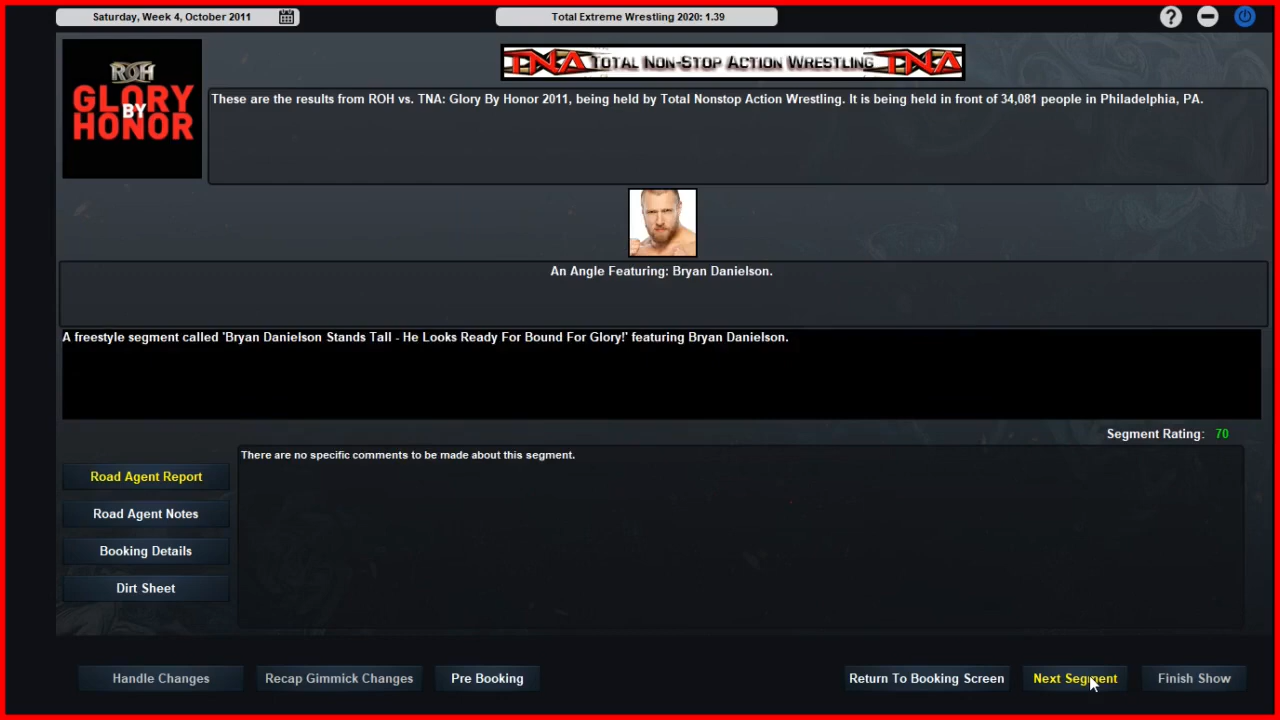 Saturday, Week 4, October 2011
Total Extreme Wrestling 2020: 1.39
?
ROH
GLORY
BY
HONOR
TNA TOTAL NON-STOP ACTION WRESTLING TNA
These are the results from ROH vs. TNA: Glory By Honor 2011, being held by Total Nonstop Action Wrestling. It is being held in front of 34,081 people in Philadelphia, PA.
An Angle Featuring: Bryan Danielson.
A freestyle segment called 'Bryan Danielson Stands Tall - He Looks Ready For Bound For Glory!' featuring Bryan Danielson.
Segment Rating: 70
There are no specific comments to be made about this segment.
Road Agent Report
Road Agent Notes
Booking Details
Dirt Sheet
Handle Changes
Recap Gimmick Changes
Pre Booking
Return To Booking Screen
Next Segment
Finish Show